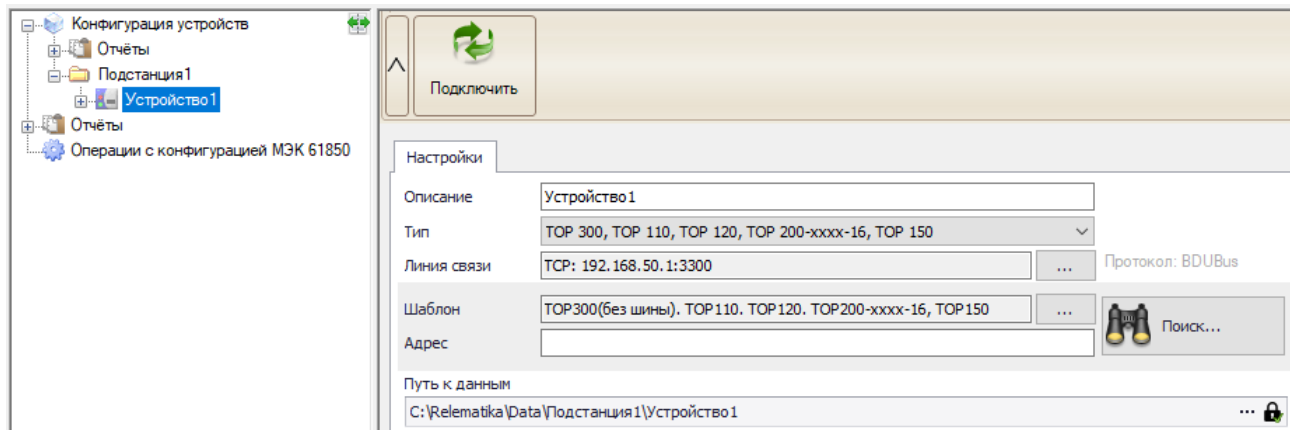 Конфигурация устройств
Отчёты
Подстанция1
Устройство1
Отчёты
Операции с конфигурацией МЭК 61850
Подключить
Настройки
Описание Устройство1
Тип ТОР 300, ТОР 110, ТОР 120, ТОР 200-xxxx-16, ТОР 150
Линия связи TCP: 192.168.50.1:3300 ... Протокол: BDUBus
Шаблон ТОР300(без шины). ТОР110. ТОР120. ТОР200-xxxx-16, ТОР150 ... Поиск...
Адрес
Путь к данным
C:\Relematika\Data\Подстанция1\Устройство1 ...